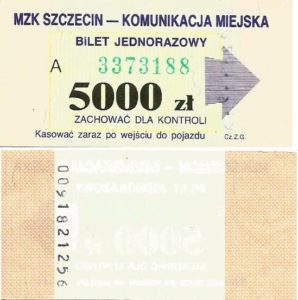 MZK SZCZECIN — KOMUNIKACJA MIEJSKA
BILET JEDNORAZOWY
A 3373188
5000 zł
ZACHOWAĆ DLA KONTROLI
Kasować zaraz po wejściu do pojazdu
Cz.Z.G.
0091821256